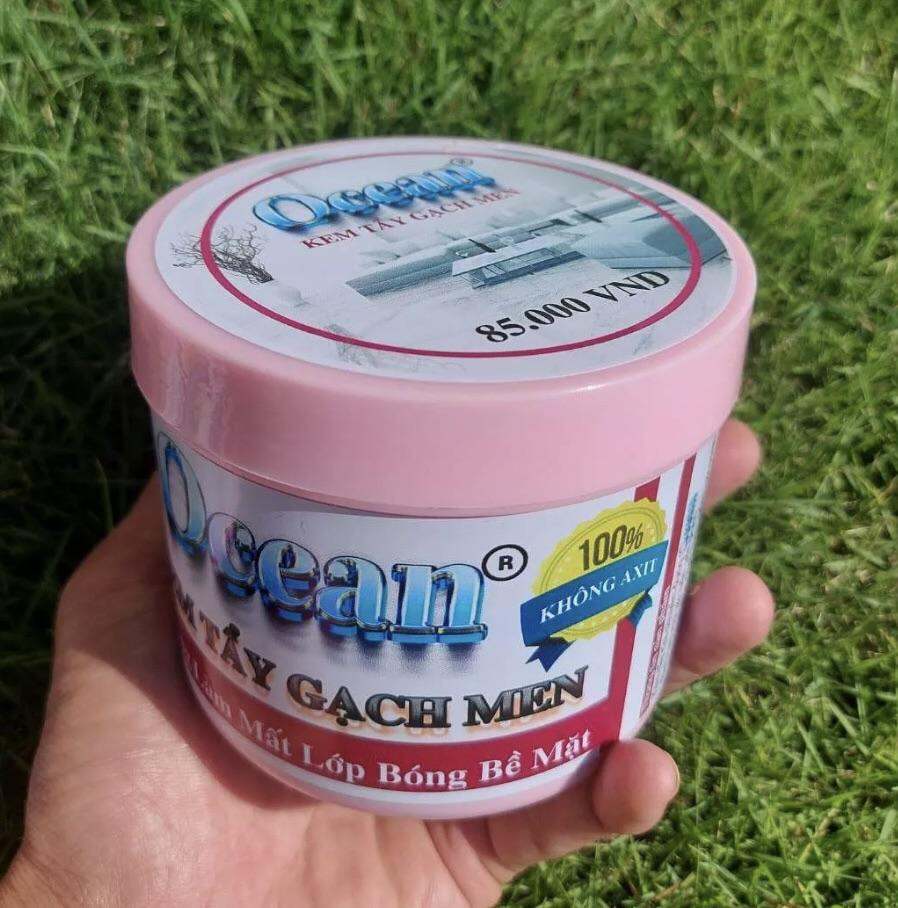 Ocean®
KEM TẨY GẠCH MEN
85.000 VND
Ocean®
100%
KHÔNG AXIT
TẨY GẠCH MEN
Làm Mất Lớp Bóng Bề Mặt